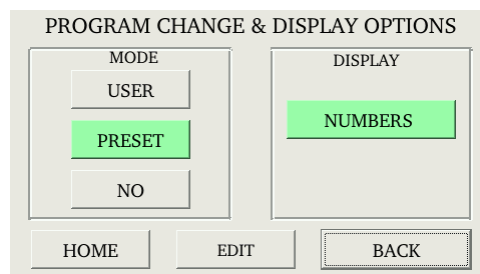 PROGRAM CHANGE & DISPLAY OPTIONS
MODE
USER
PRESET
NO
DISPLAY
NUMBERS
HOME
EDIT
BACK